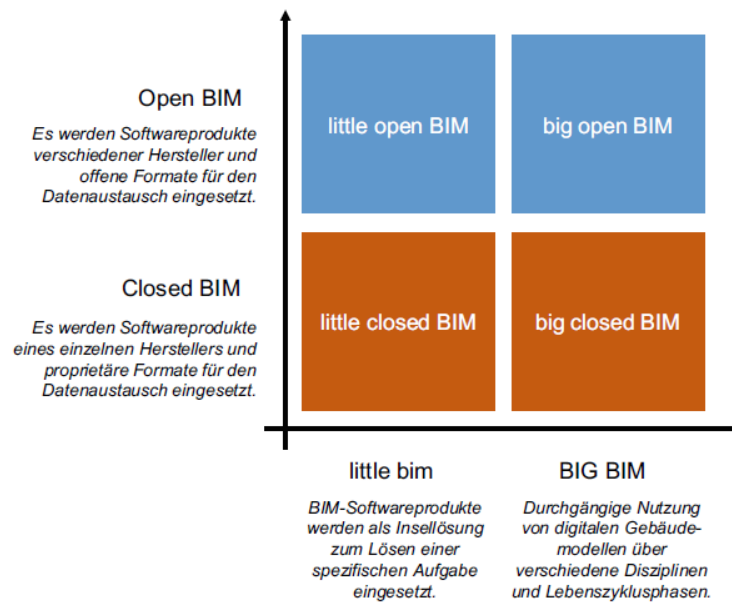 Open BIM
Es werden Softwareprodukte
verschiedener Hersteller und
offene Formate für den
Datenaustausch eingesetzt.
little open BIM
big open BIM
Closed BIM
Es werden Softwareprodukte
eines einzelnen Herstellers und
proprietäre Formate für den
Datenaustausch eingesetzt.
little closed BIM
big closed BIM
little bim
BIM-Softwareprodukte
werden als Insellösung
zum Lösen einer
spezifischen Aufgabe
eingesetzt.
BIG BIM
Durchgängige Nutzung
von digitalen Gebäude-
modellen über
verschiedene Disziplinen
und Lebenszyklusphasen.